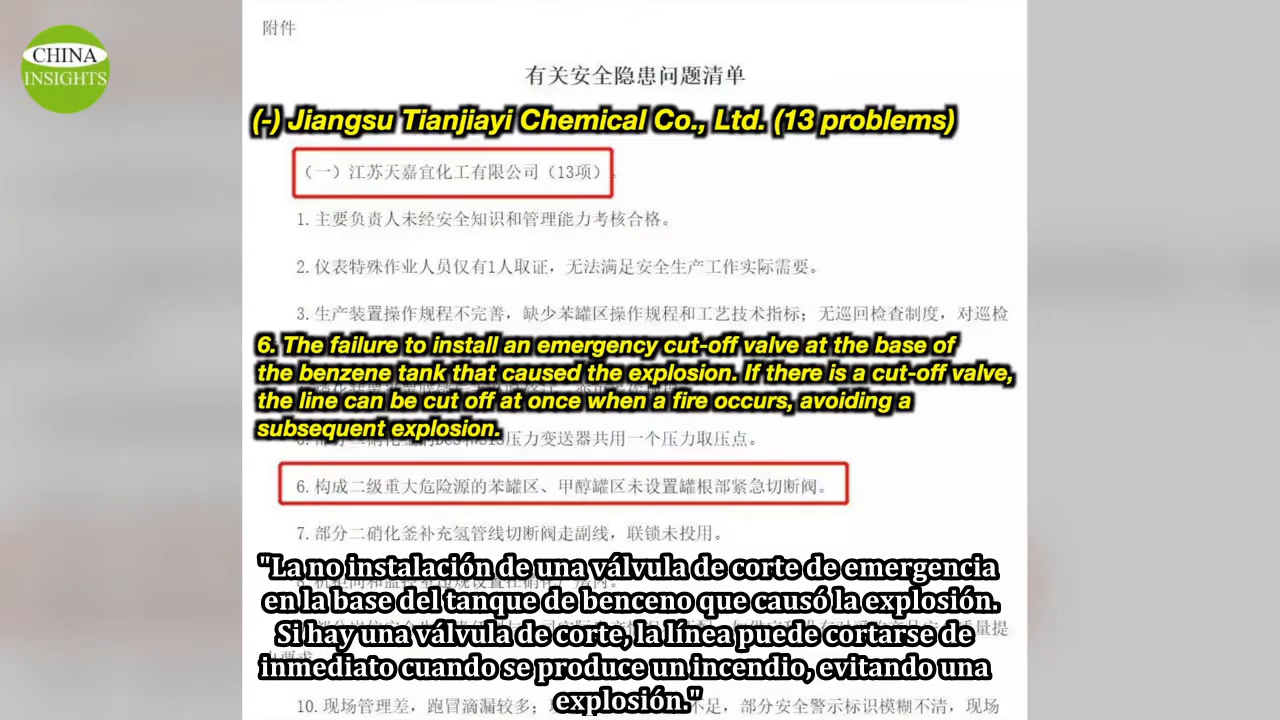 CHINA
INSIGHTS
附件
有关安全隐患问题清单
(-) Jiangsu Tianjiayi Chemical Co., Ltd. (13 problems)
（一）江苏天嘉宜化工有限公司（13项）
1.主要负责人未经安全知识和管理能力考核合格。
2.仪表特殊作业人员仅有1人取证，无法满足安全生产工作实际需要。
3.生产装置操作规程不完善，缺少苯罐区操作规程和工艺技术指标；无巡回检查制度，对巡检
6. The failure to install an emergency cut-off valve at the base of
the benzene tank that caused the explosion. If there is a cut-off valve,
the line can be cut off at once when a fire occurs, avoiding a
subsequent explosion.
压力变送器共用一个压力取压点。
6.构成二级重大危险源的苯罐区、甲醇罐区未设置罐根部紧急切断阀。
7.部分二硝化釜补充氢管线切断阀走副线，联锁未投用。
"La no instalación de una válvula de corte de emergencia
en la base del tanque de benceno que causó la explosión.
Si hay una válvula de corte, la línea puede cortarse de
inmediato cuando se produce un incendio, evitando una
explosión."
10.现场管理差，跑冒滴漏较多；不足，部分安全警示标识模糊不清，现场